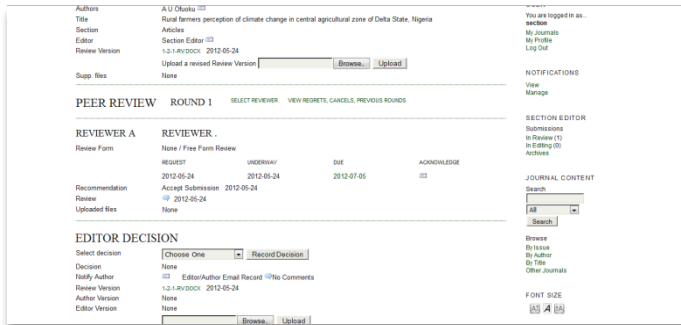 Authors A U Ofuoku
Title Rural farmers perception of climate change in central agricultural zone of Delta State, Nigeria
Section Articles
Editor Section Editor
Review Version 1-2-1-RV.DOCX 2012-05-24
Upload a revised Review Version Browse.. Upload
Supp. files None
PEER REVIEW ROUND 1 SELECT REVIEWER VIEW REGRETS, CANCELS, PREVIOUS ROUNDS
REVIEWER A REVIEWER .
Review Form None / Free Form Review
REQUEST UNDERWAY DUE ACKNOWLEDGE
2012-05-24 2012-05-24 2012-07-05
Recommendation Accept Submission 2012-05-24
Review 2012-05-24
Uploaded files None
EDITOR DECISION
Select decision Choose One Record Decision
Decision None
Notify Author Editor/Author Email Record No Comments
Review Version 1-2-1-RV.DOCX 2012-05-24
Author Version None
Editor Version None
Browse.. Upload
You are logged in as...
section
My Journals
My Profile
Log Out
NOTIFICATIONS
View
Manage
SECTION EDITOR
Submissions
In Review (1)
In Editing (0)
Archives
JOURNAL CONTENT
Search
All
Search
Browse
By Issue
By Author
By Title
Other Journals
FONT SIZE
A A A